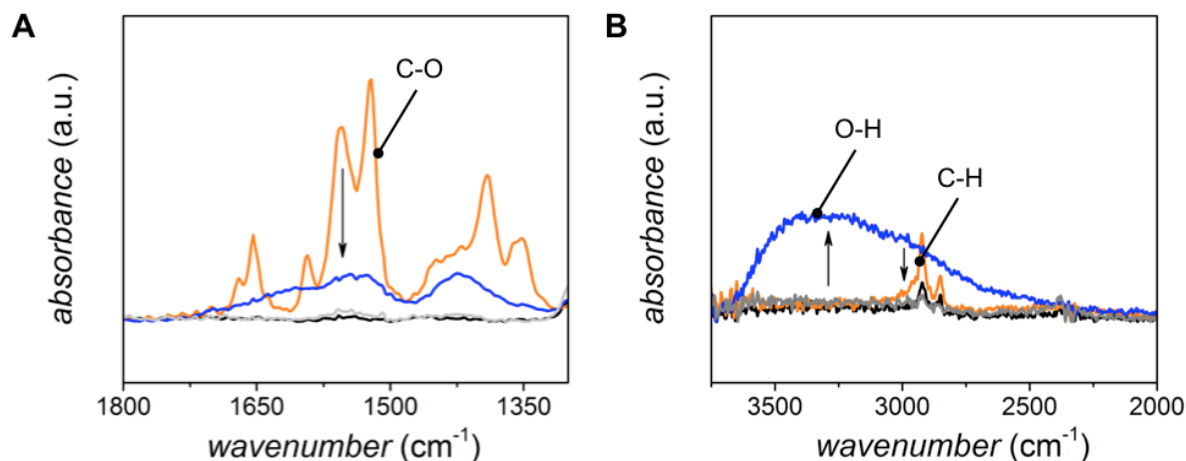 A
absorbance (a.u.)
C-O
1800
1650
1500
1350
wavenumber (cm⁻¹)
B
absorbance (a.u.)
O-H
C-H
3500
3000
2500
2000
wavenumber (cm⁻¹)